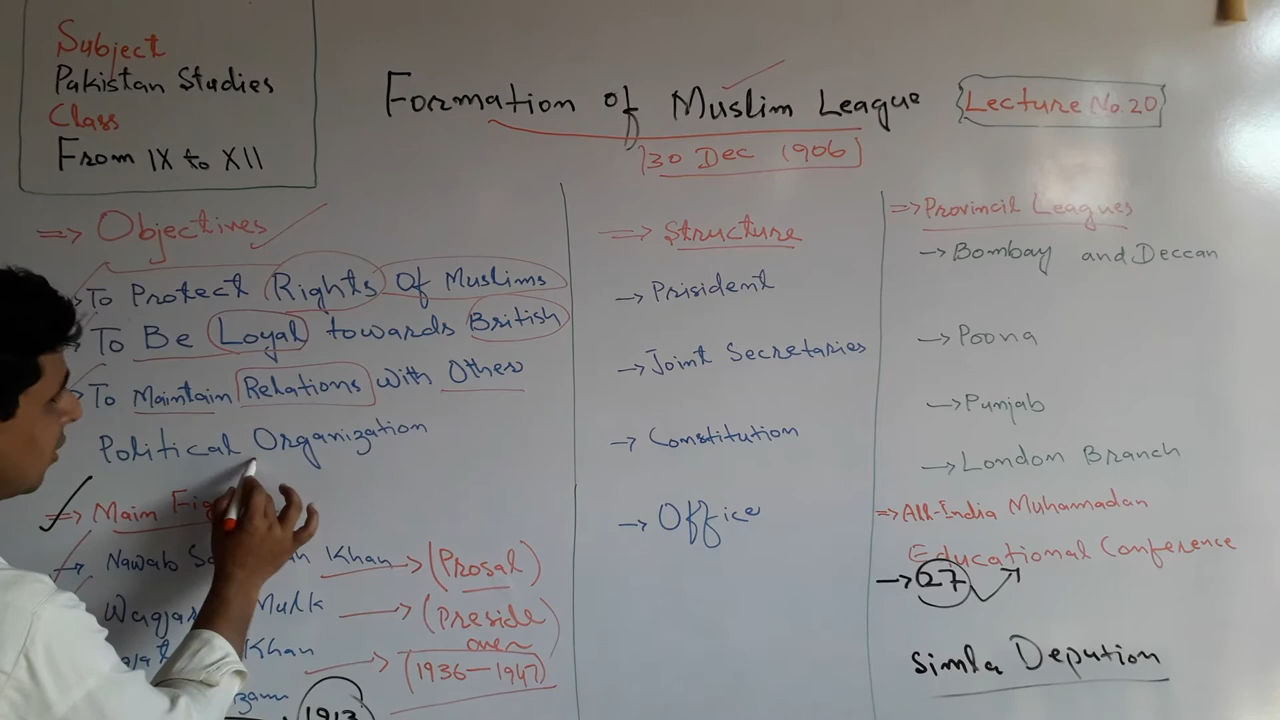 Subject
Pakistan Studies
Class
From IX to XII
Formation of Muslim League
Lecture No.20
30 Dec 1906
=> Objectives
To Protect Rights Of Muslims
To Be Loyal towards British
To Maintain Relations with Other
Political Organization
=> Main
Nawab Khan → (Prosal)
Mulk → (Preside
over
Khan → (1936-1947)
1913
=> Structure
→ Prisident
→ Joint Secretaries
→ Constitution
→ Office
=> Provincil Leagues
→ Bombay and Deccan
→ Poona
→ Punjab
→ London Branch
=> All-India Muhamadan
Educational Conference
→ 27
Simla Depution